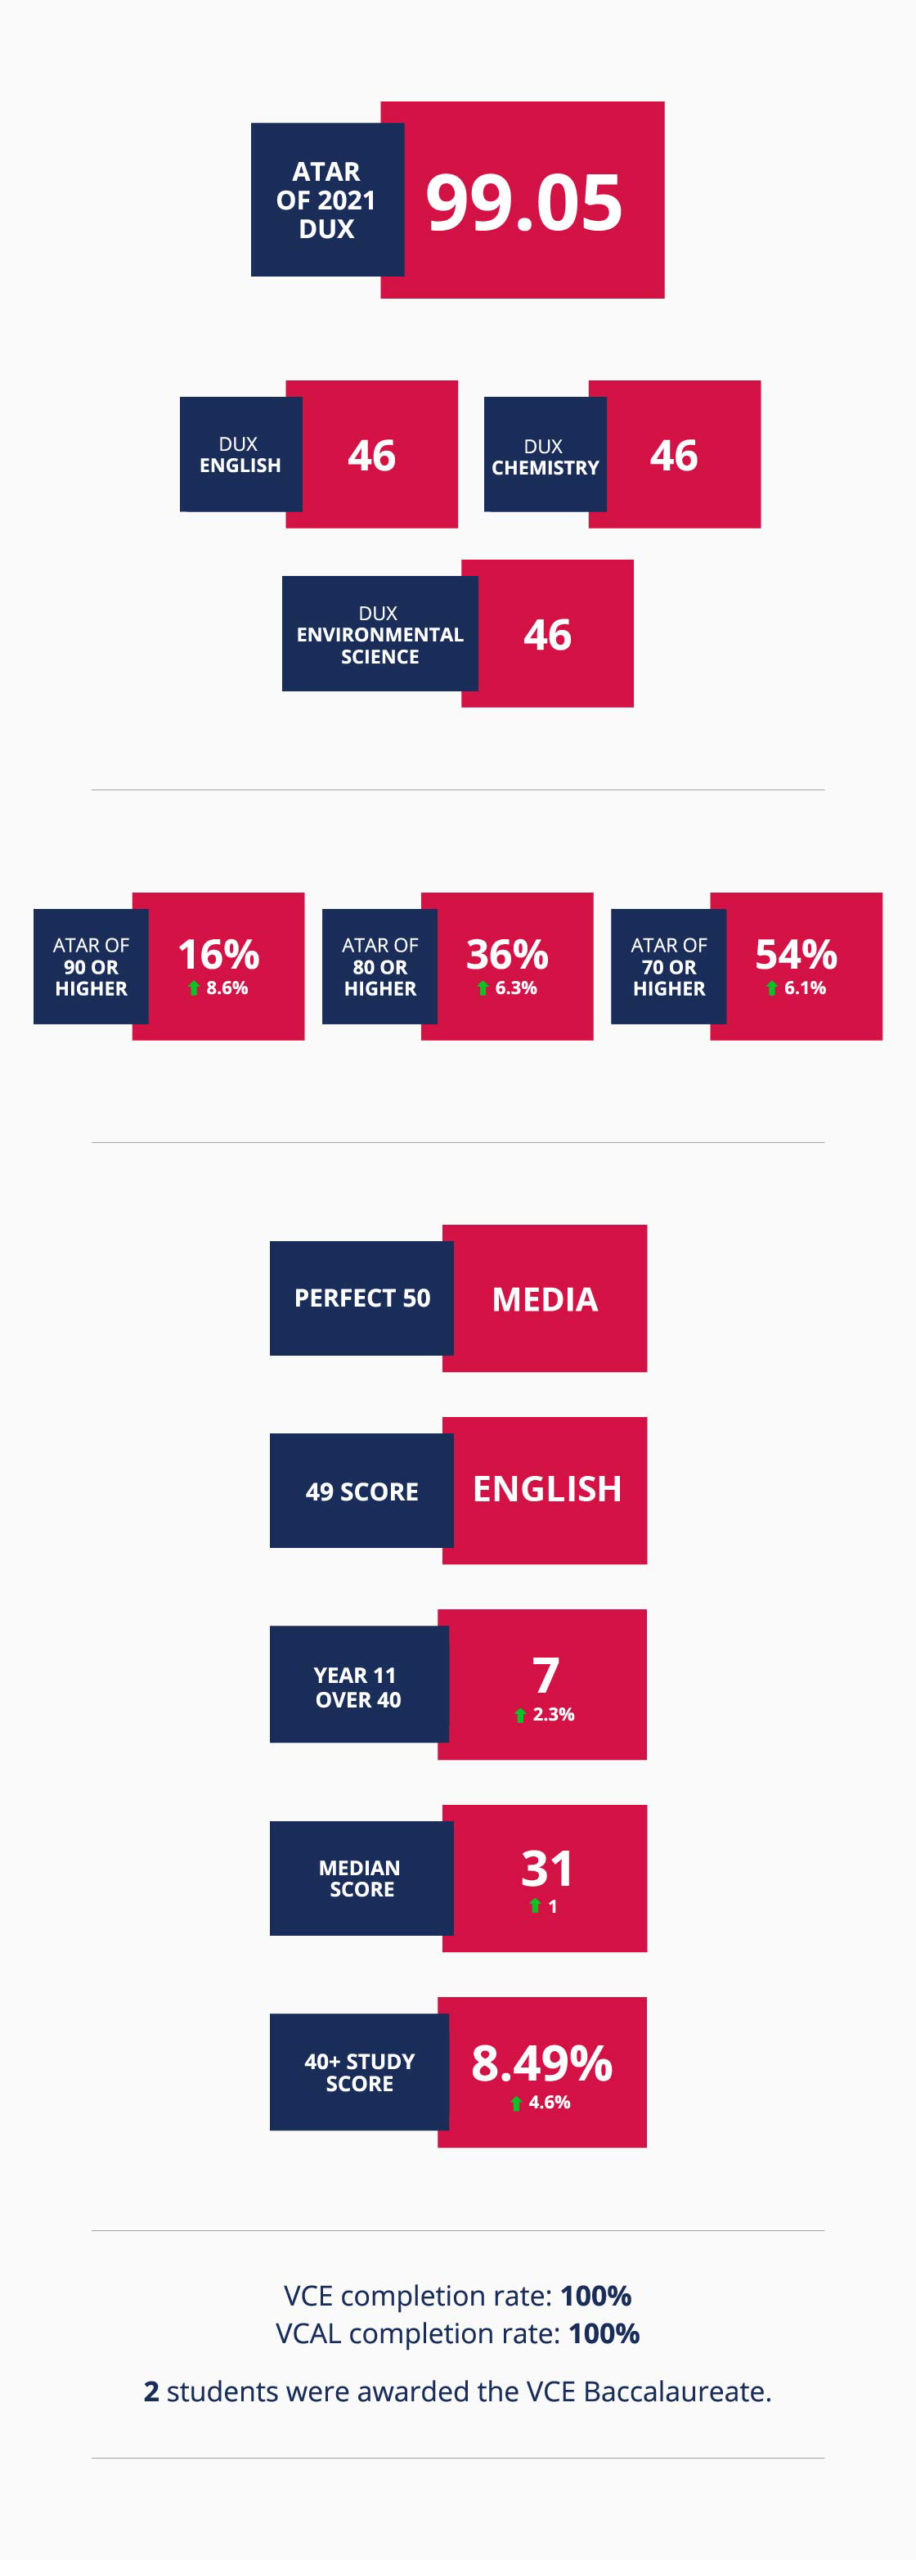 ATAR
OF 2021
DUX
99.05
DUX
ENGLISH
46
DUX
CHEMISTRY
46
DUX
ENVIRONMENTAL
SCIENCE
46
ATAR OF
90 OR
HIGHER
16%
8.6%
ATAR OF
80 OR
HIGHER
36%
6.3%
ATAR OF
70 OR
HIGHER
54%
6.1%
PERFECT 50
MEDIA
49 SCORE
ENGLISH
YEAR 11
OVER 40
7
2.3%
MEDIAN
SCORE
31
1
40+ STUDY
SCORE
8.49%
4.6%
VCE completion rate: 100%
VCAL completion rate: 100%
2 students were awarded the VCE Baccalaureate.